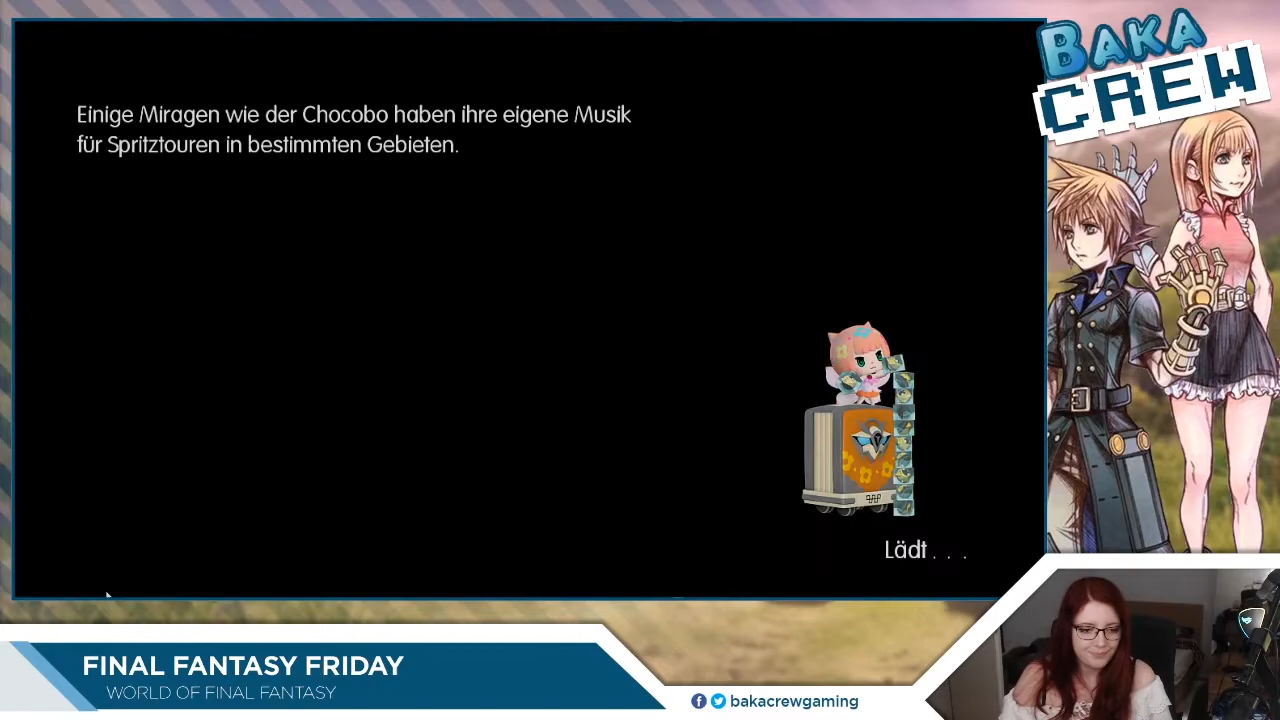 Einige Miragen wie der Chocobo haben ihre eigene Musik
für Spritztouren in bestimmten Gebieten.
BAKA
CREW
Lädt . . .
FINAL FANTASY FRIDAY
WORLD OF FINAL FANTASY
bakacrewgaming